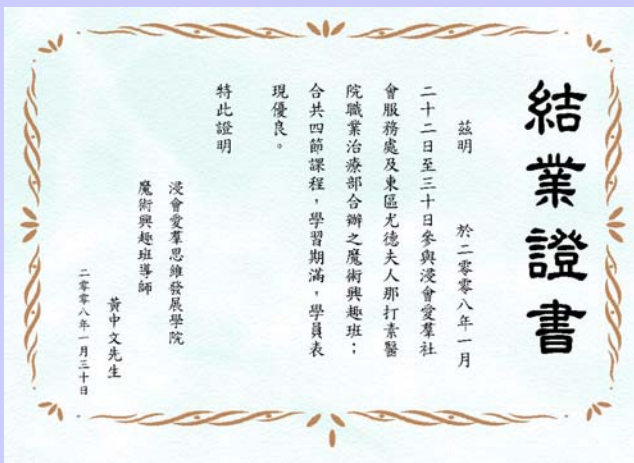 結業證書
茲明　　　於二零零八年一月
二十二日至三十日參與浸會愛羣社
會服務處及東區尤德夫人那打素醫
院職業治療部合辦之魔術興趣班；
合共四節課程，學習期滿，學員表
現優良。
特此證明
浸會愛羣思維發展學院
魔術興趣班導師
黃中文先生
二零零八年一月三十日